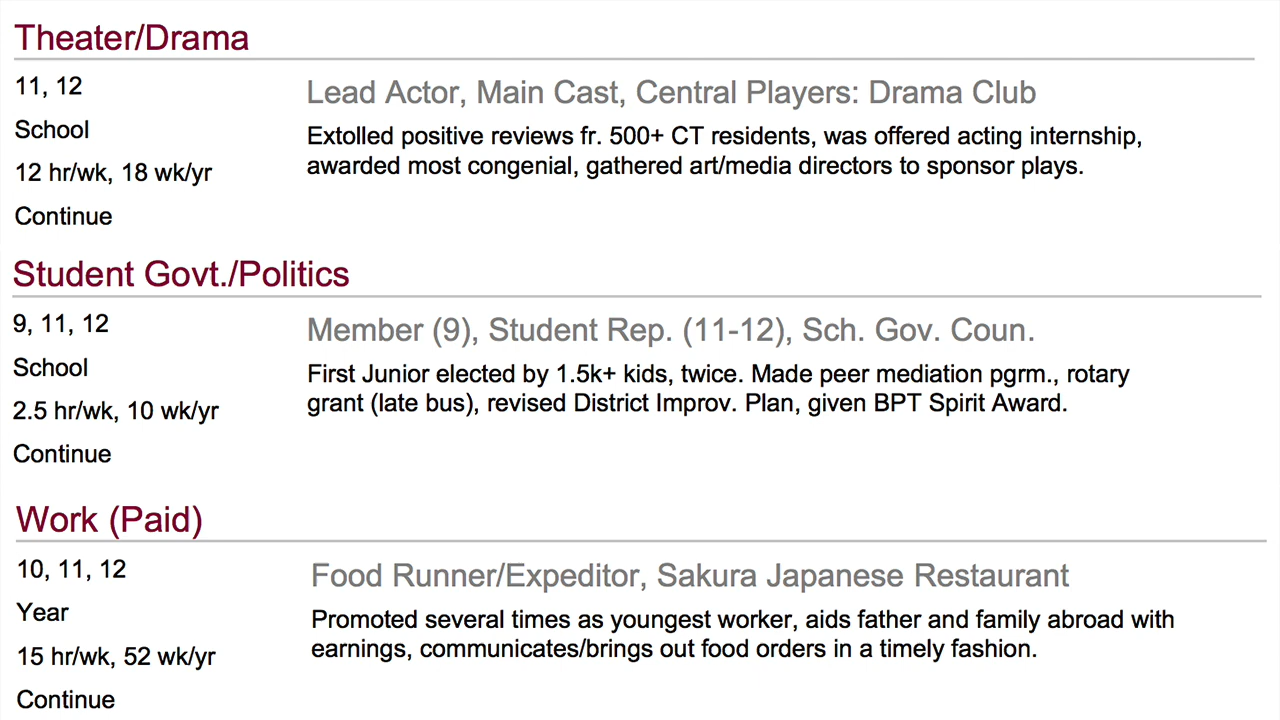 Theater/Drama
11, 12
Lead Actor, Main Cast, Central Players: Drama Club
School
Extolled positive reviews fr. 500+ CT residents, was offered acting internship,
awarded most congenial, gathered art/media directors to sponsor plays.
12 hr/wk, 18 wk/yr
Continue
Student Govt./Politics
9, 11, 12
Member (9), Student Rep. (11-12), Sch. Gov. Coun.
School
First Junior elected by 1.5k+ kids, twice. Made peer mediation pgrm., rotary
grant (late bus), revised District Improv. Plan, given BPT Spirit Award.
2.5 hr/wk, 10 wk/yr
Continue
Work (Paid)
10, 11, 12
Food Runner/Expeditor, Sakura Japanese Restaurant
Year
Promoted several times as youngest worker, aids father and family abroad with
earnings, communicates/brings out food orders in a timely fashion.
15 hr/wk, 52 wk/yr
Continue